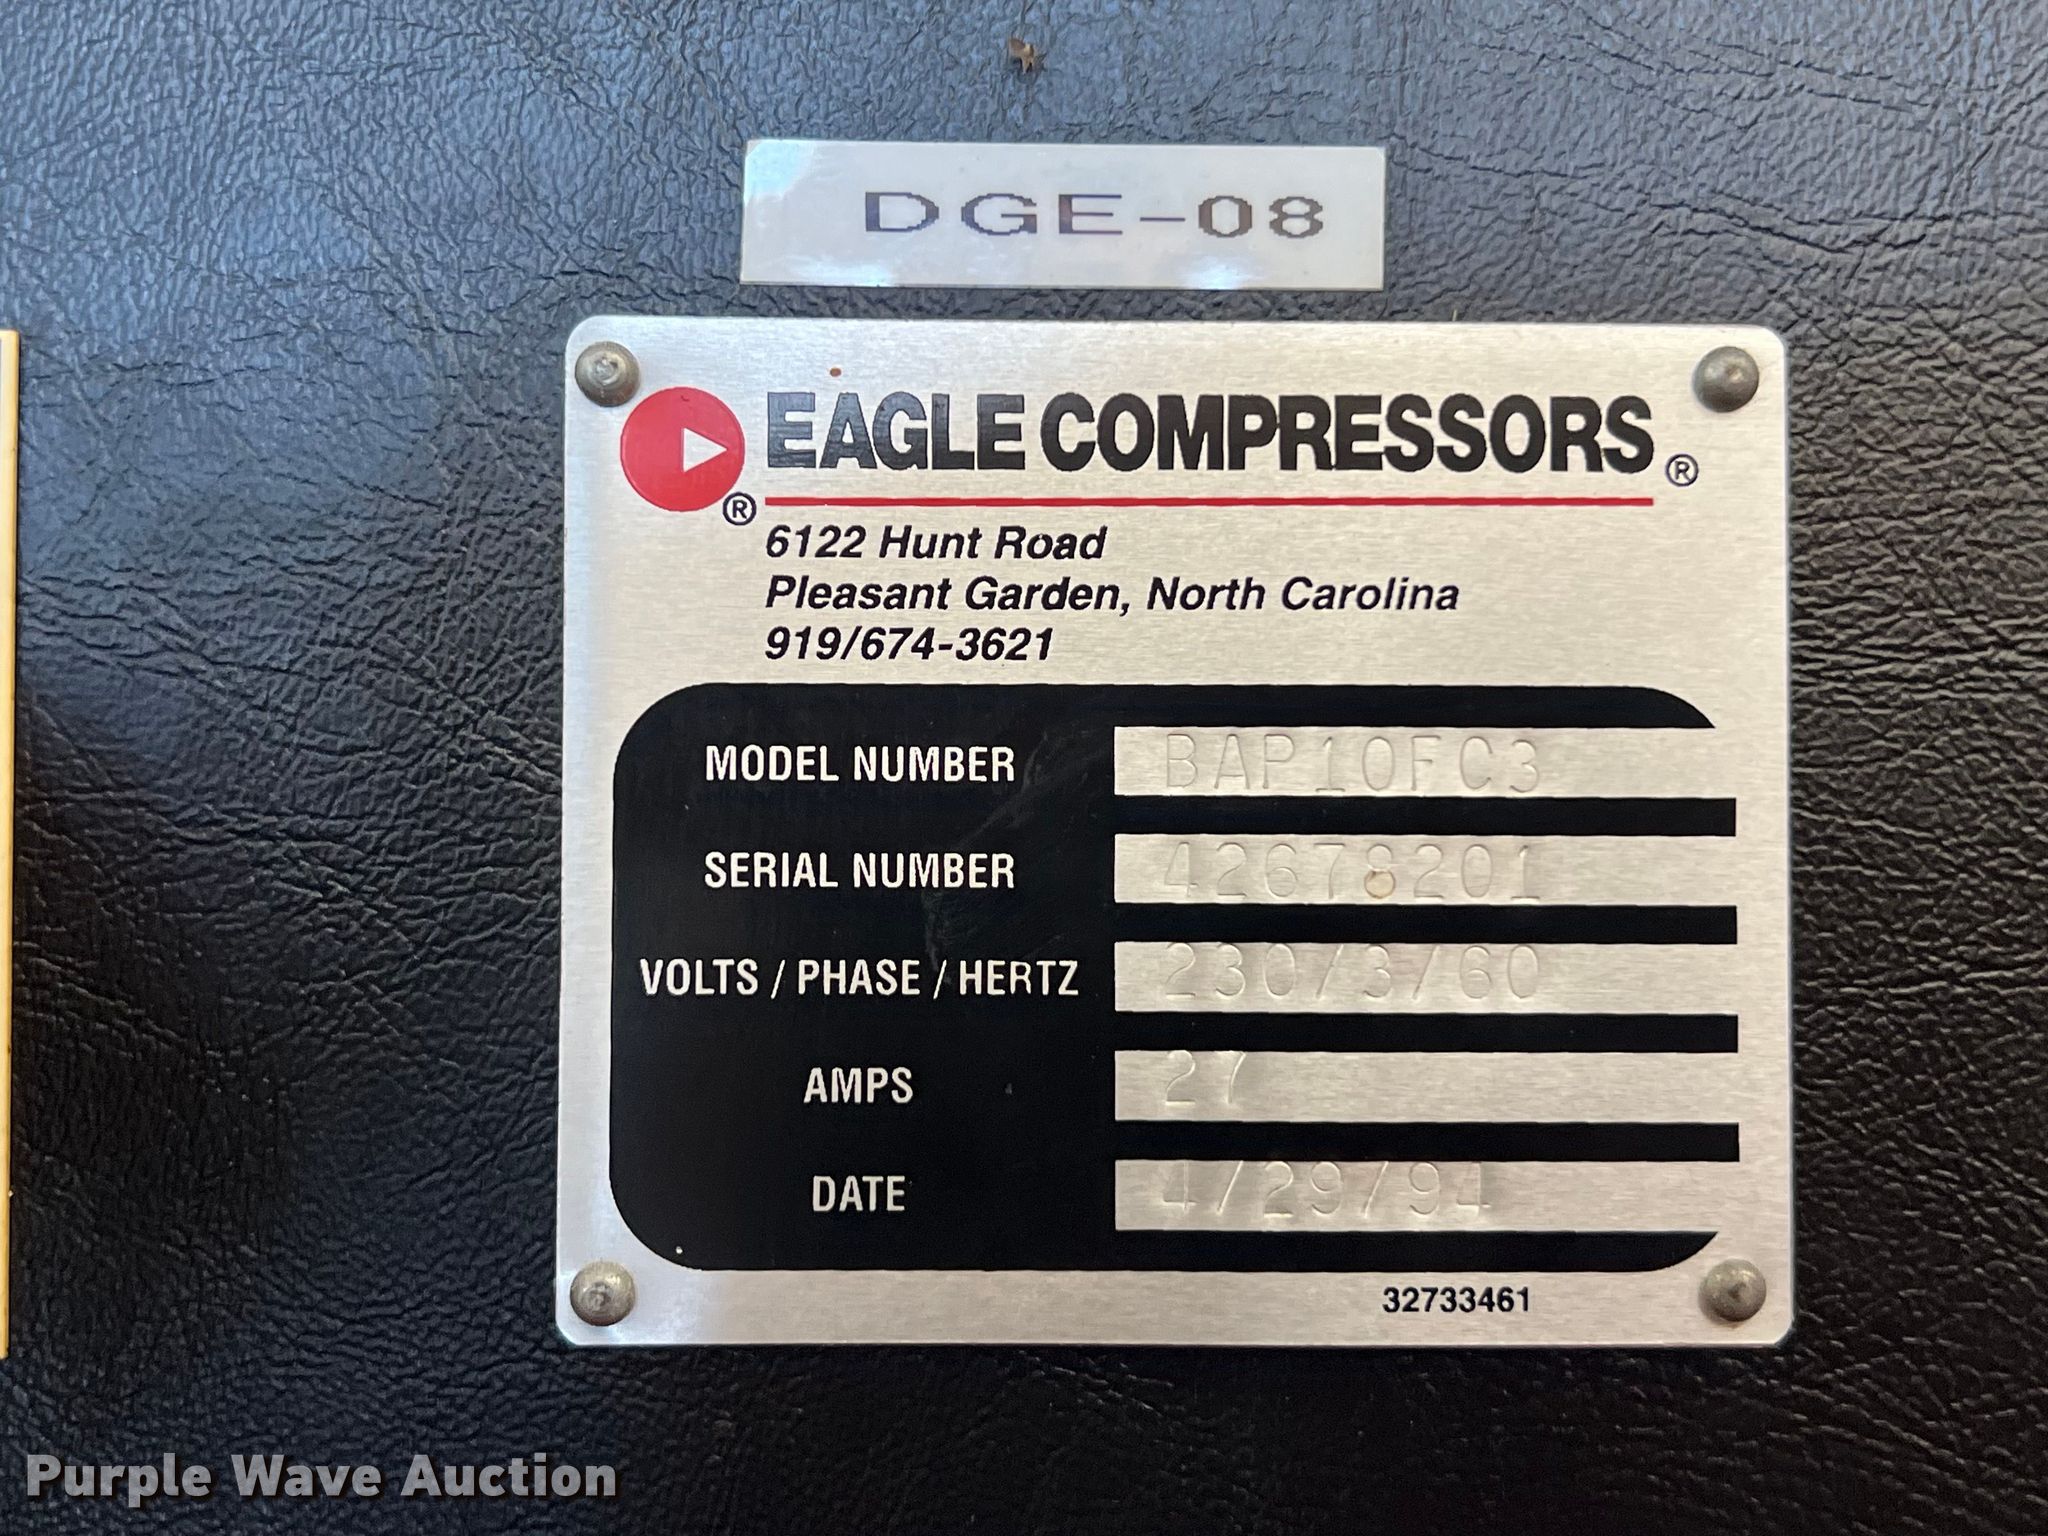 DGE-08
EAGLE COMPRESSORS ®
®
6122 Hunt Road
Pleasant Garden, North Carolina
919/674-3621
MODEL NUMBER BAP10FC3
SERIAL NUMBER 42678201
VOLTS / PHASE / HERTZ 230/3/60
AMPS 27
DATE 4/29/94
32733461
Purple Wave Auction